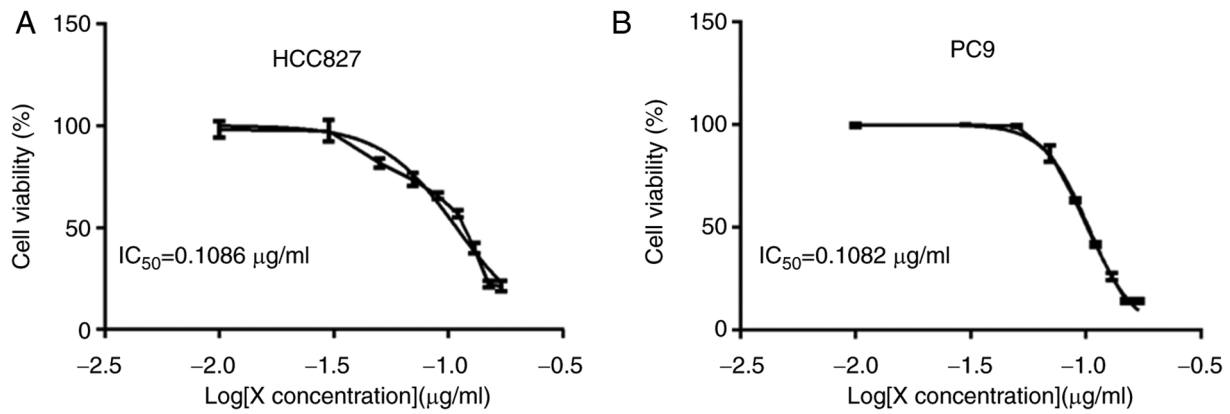 A
HCC827
150
100
50
0
Cell viability (%)
IC50=0.1086 μg/ml
−2.5 −2.0 −1.5 −1.0 −0.5
Log[X concentration](μg/ml)
B
PC9
150
100
50
0
Cell viability (%)
IC50=0.1082 μg/ml
−2.5 −2.0 −1.5 −1.0 −0.5
Log[X concentration](μg/ml)